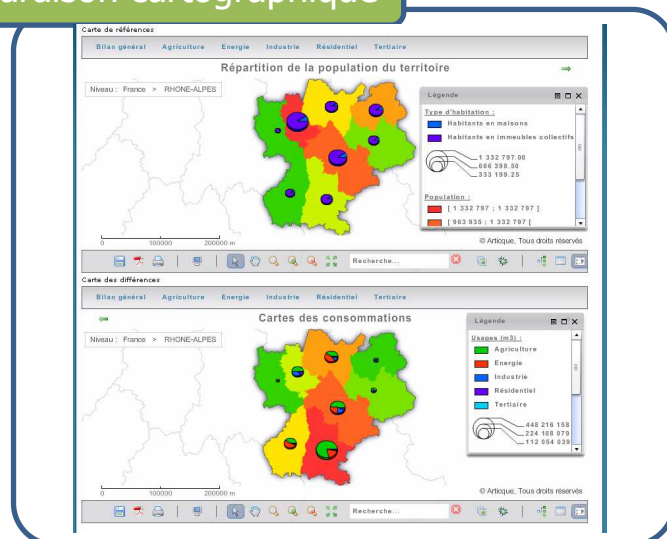 cartographique
Carte de références
Bilan général Agriculture Energie Industrie Résidentiel Tertiaire
Répartition de la population du territoire
Niveau : France > RHONE-ALPES
Légende
Type d'habitation :
Habitants en maisons
Habitants en immeubles collectifs
1 332 797.00
666 398.50
333 199.25
Population :
[ 1 332 797 ; 1 332 797 ]
[ 963 935 ; 1 332 797 ]
0 100000 200000 m
© Articque, Tous droits réservés
Recherche...
Carte des différences
Bilan général Agriculture Energie Industrie Résidentiel Tertiaire
Cartes des consommations
Niveau : France > RHONE-ALPES
Légende
Usages (m3) :
Agriculture
Energie
Industrie
Résidentiel
Tertiaire
448 216 158
224 108 079
112 054 039
0 100000 200000 m
© Articque, Tous droits réservés
Recherche...